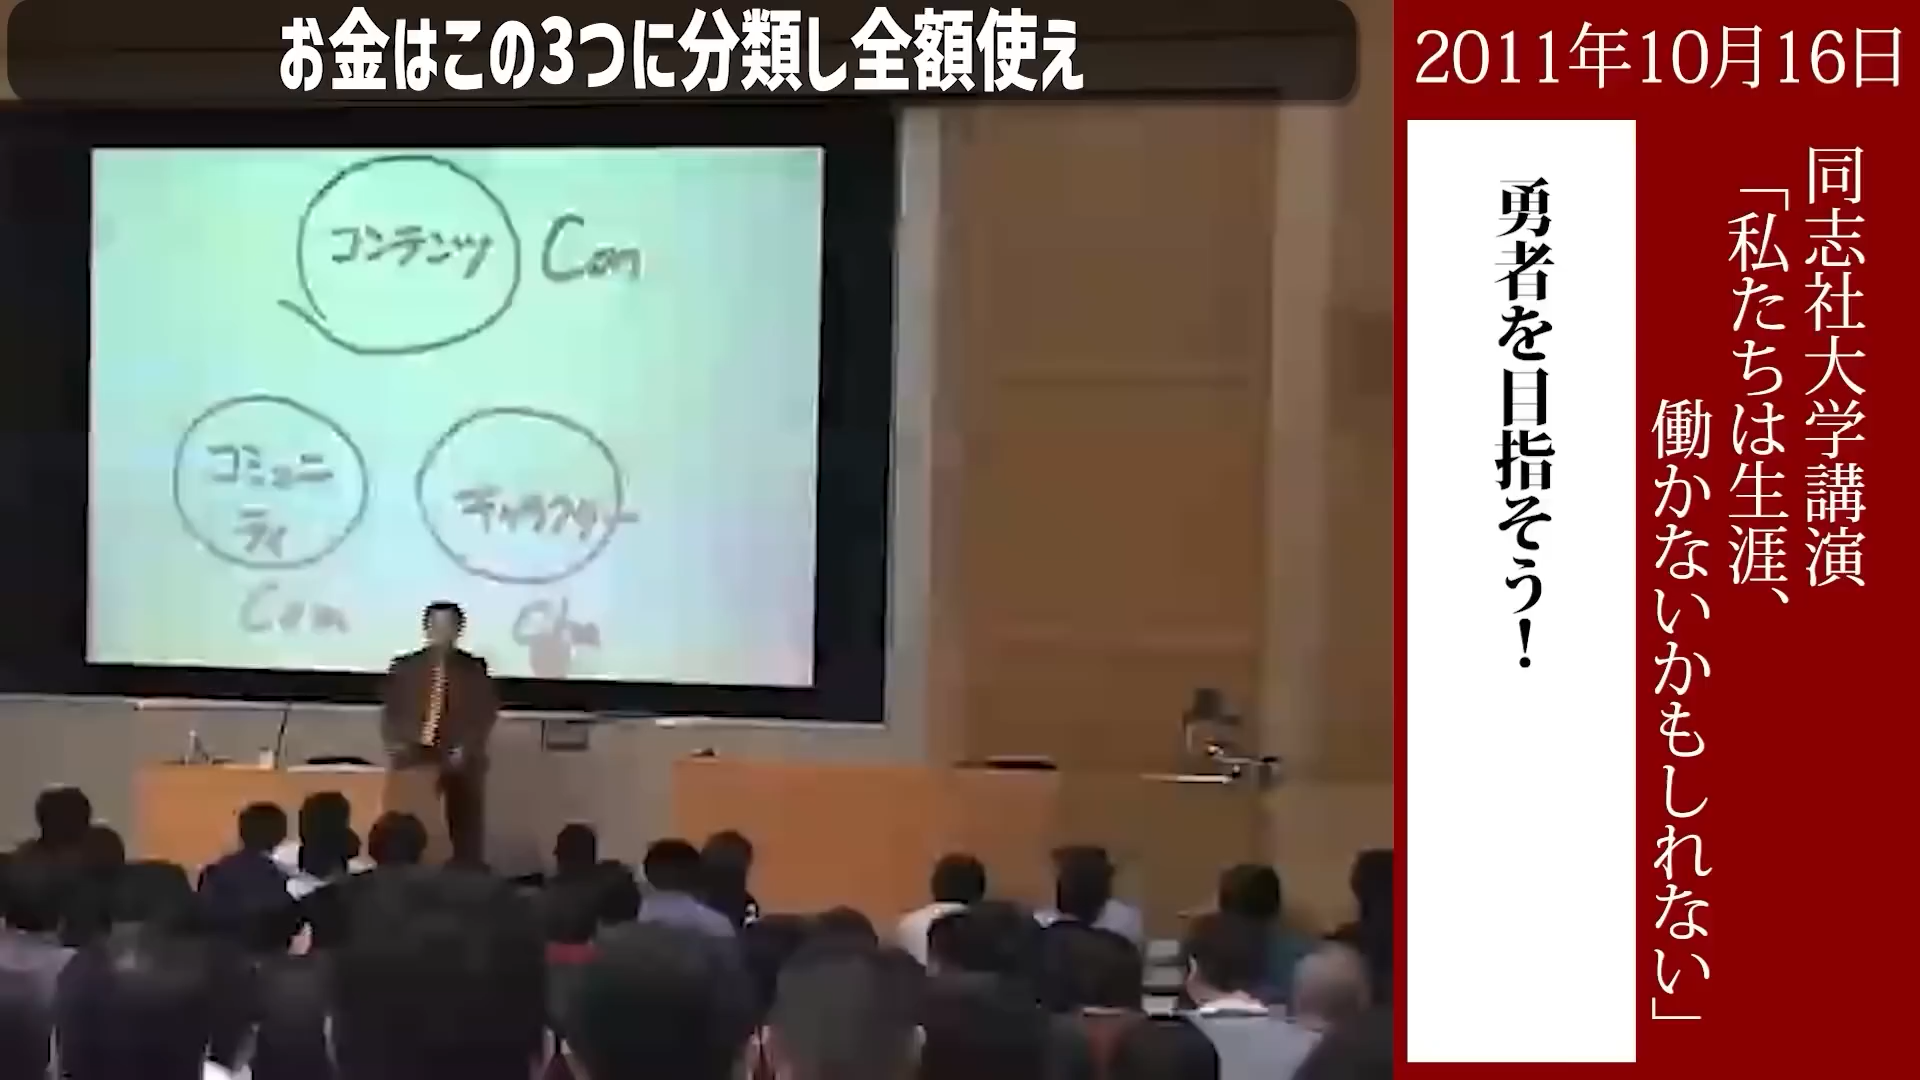 お金はこの3つに分類し全額使え
コンテンツ
Con
コミュニ
ティ
Com
キャラクター
Cha
2011年10月16日
同志社大学講演
「私たちは生涯、
働かないかもしれない」
勇者を目指そう!